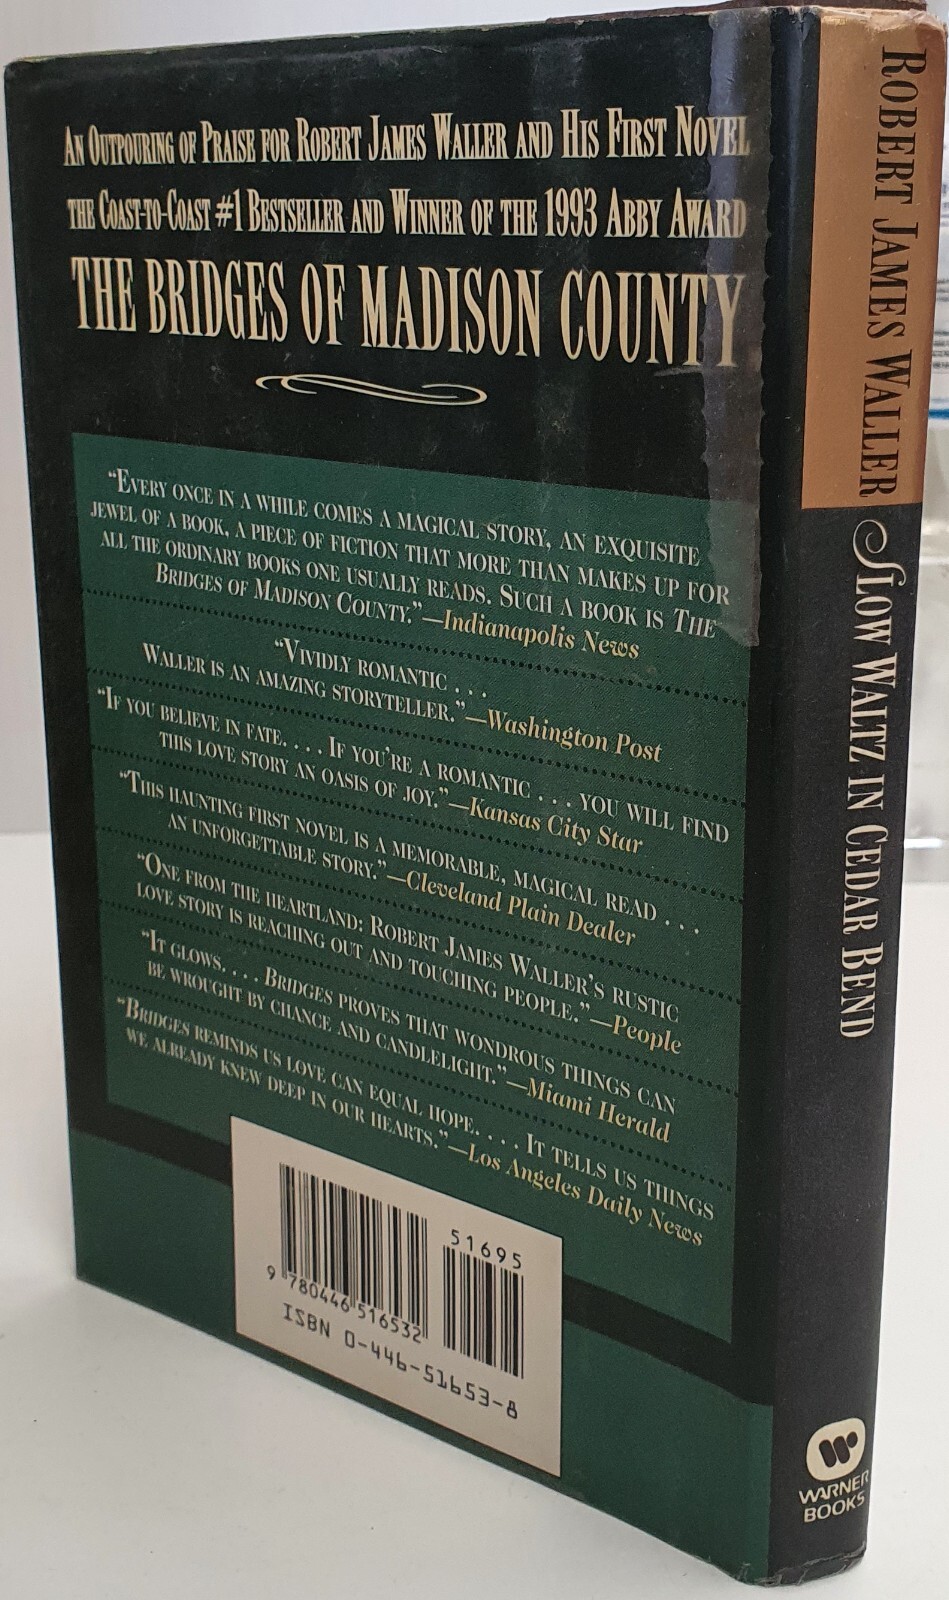 An Outpouring of Praise for Robert James Waller and His First Novel
the Coast-to-Coast #1 Bestseller and Winner of the 1993 Abby Award
THE BRIDGES OF MADISON COUNTY
“Every once in a while comes a magical story, an exquisite
jewel of a book, a piece of fiction that more than makes up for
all the ordinary books one usually reads. Such a book is The
Bridges of Madison County.”—Indianapolis News
“Vividly romantic . . .
Waller is an amazing storyteller.”—Washington Post
“If you believe in fate. . . . If you're a romantic . . . you will find
this love story an oasis of joy.”—Kansas City Star
“This haunting first novel is a memorable, magical read . . .
an unforgettable story.”—Cleveland Plain Dealer
“One from the heartland: Robert James Waller's rustic
love story is reaching out and touching people.”—People
“It glows. . . . Bridges proves that wondrous things can
be wrought by chance and candlelight.”—Miami Herald
“Bridges reminds us love can equal hope. . . . It tells us things
we already knew deep in our hearts.”—Los Angeles Daily News
51695
9 780446 516532
ISBN 0-446-51653-8
Robert James Waller
Slow Waltz in Cedar Bend
WARNER
BOOKS